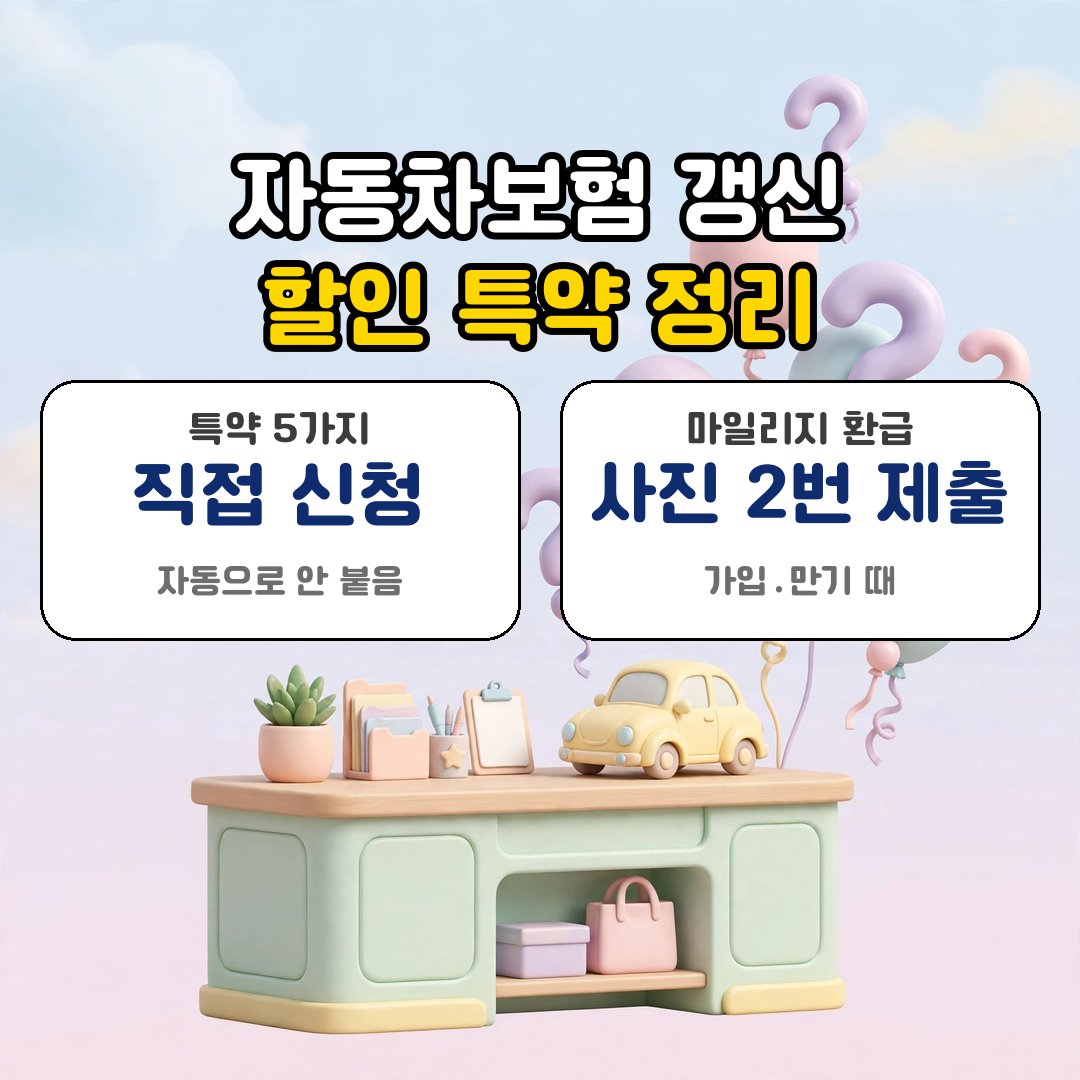 자동차보험 갱신
할인 특약 정리
특약 5가지
직접 신청
자동으로 안 붙음
마일리지 환급
사진 2번 제출
가입.만기 때